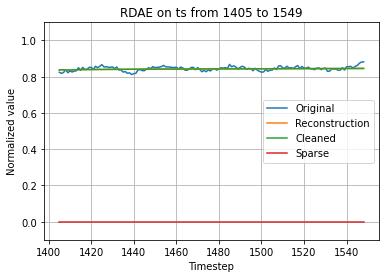 RDAE on ts from 1405 to 1549
Normalized value
1.0
0.8
0.6
0.4
0.2
0.0
Original
Reconstruction
Cleaned
Sparse
1400 1420 1440 1460 1480 1500 1520 1540
Timestep